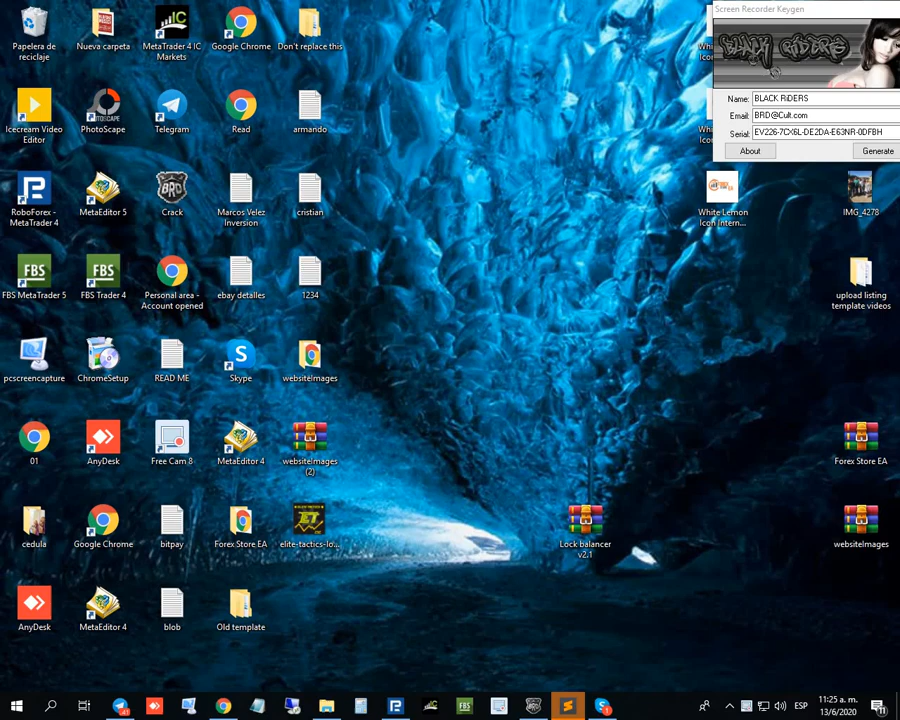 Papelera de
reciclaje
Nueva carpeta
MetaTrader 4 IC
Markets
Google Chrome
Don't replace this
Screen Recorder Keygen
BLACK RiDERS
Name: BLACK RiDERS
Email: BRD@Cult.com
Serial: EV226-7CX6L-DE2DA-E63NR-0DFBH
About
Generate
Icecream Video
Editor
PhotoScape
Telegram
Read
armando
RoboForex -
MetaTrader 4
MetaEditor 5
Crack
Marcos Velez
Inversion
cristian
White Lemon
Icon Intern...
IMG_4278
FBS MetaTrader 5
FBS Trader 4
Personal area -
Account opened
ebay detalles
1234
upload listing
template videos
pcscreencapture
ChromeSetup
READ ME
Skype
websiteImages
01
AnyDesk
Free Cam 8
MetaEditor 4
websiteImages
(2)
Forex Store EA
cedula
Google Chrome
bitpay
Forex Store EA
elite-tactics-lo...
Lock balancer
v2.1
websiteImages
AnyDesk
MetaEditor 4
blob
Old template
ESP
11:25 a. m.
13/6/2020